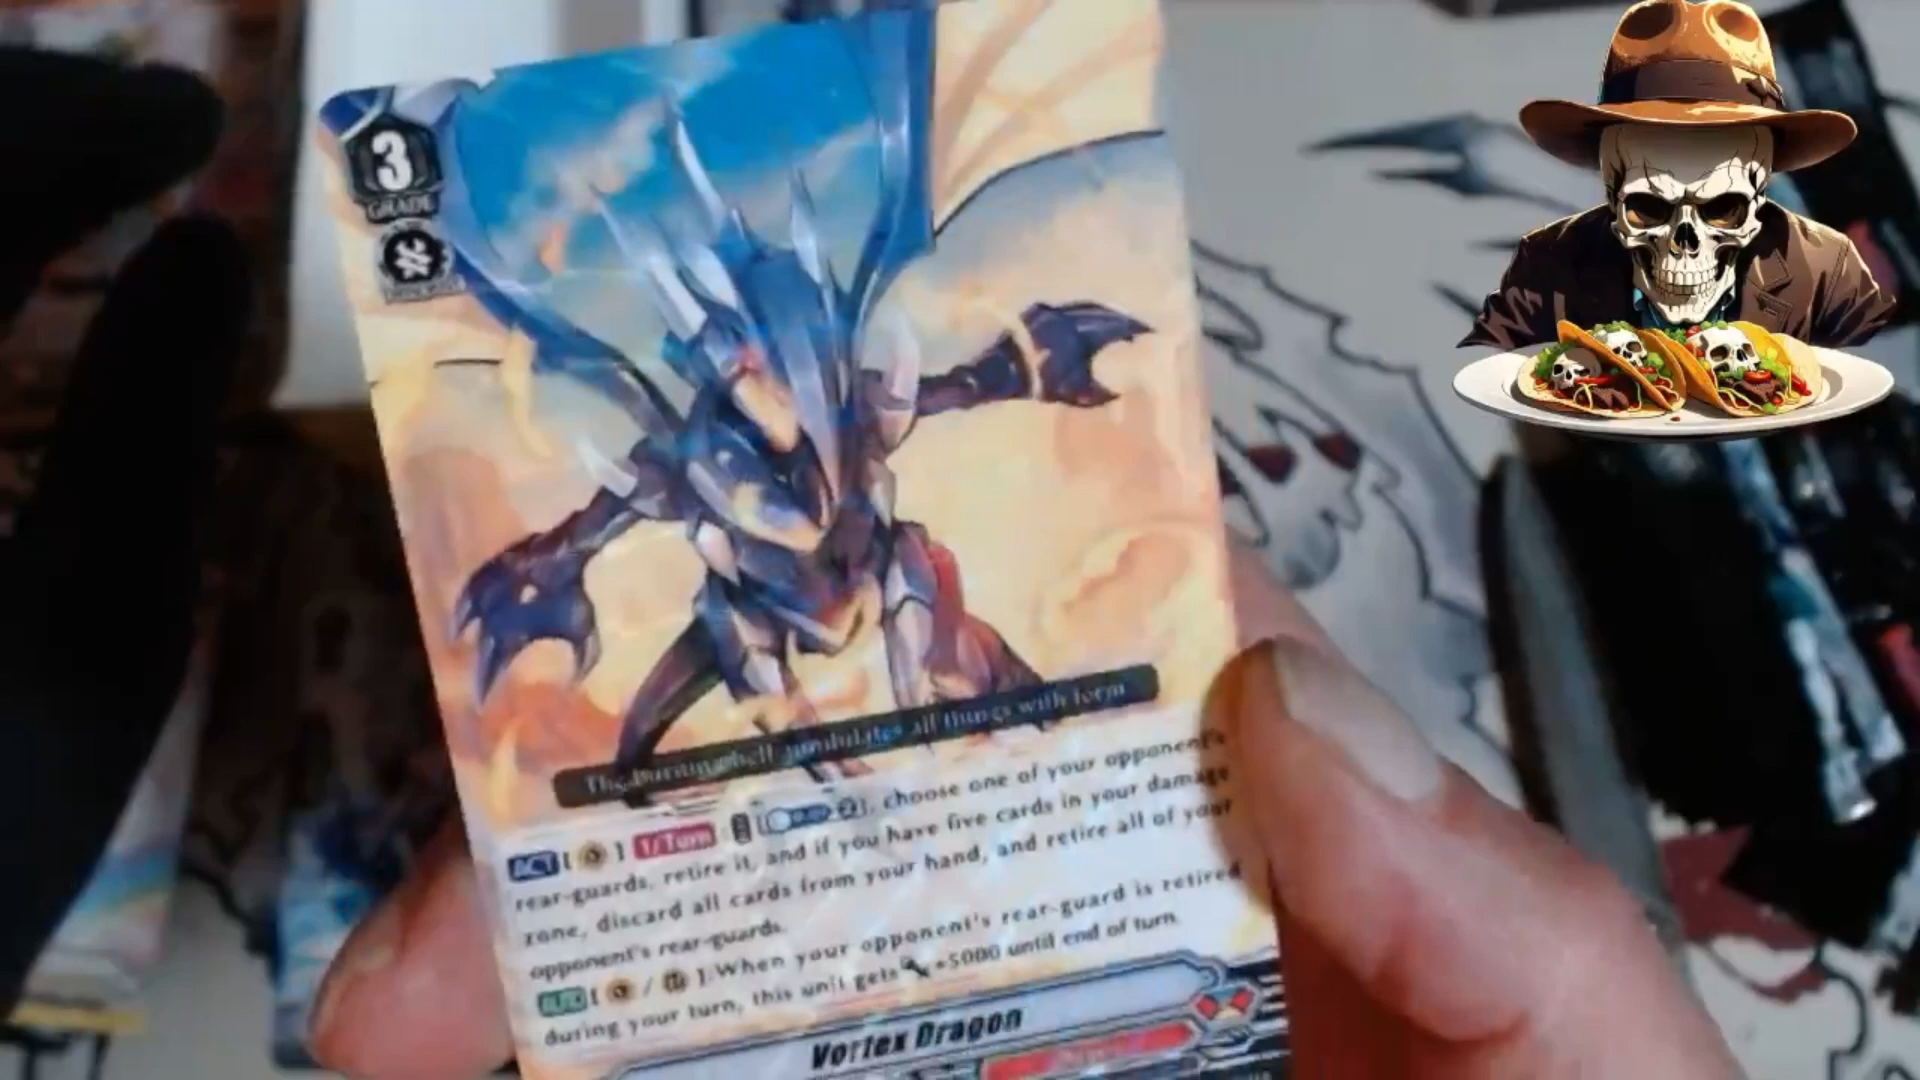 3
GRADE
The burning hell annihilates all things with form
ACT [ ] 1/Turn : [ ], choose one of your opponent's
rear-guards, retire it, and if you have five cards in your damage
zone, discard all cards from your hand, and retire all of your
opponent's rear-guards.
AUTO [ / ]: When your opponent's rear-guard is retired
during your turn, this unit gets +5000 until end of turn.
Vortex Dragon